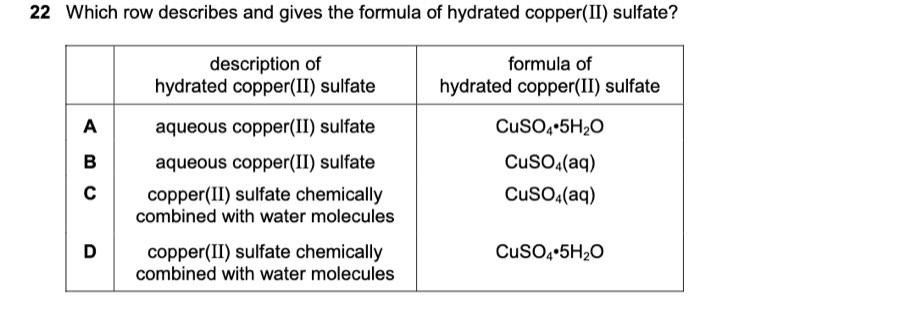 22 Which row describes and gives the formula of hydrated copper(II) sulfate?
description of
hydrated copper(II) sulfate
formula of
hydrated copper(II) sulfate
A aqueous copper(II) sulfate CuSO₄•5H₂O
B aqueous copper(II) sulfate CuSO₄(aq)
C copper(II) sulfate chemically
combined with water molecules CuSO₄(aq)
D copper(II) sulfate chemically
combined with water molecules CuSO₄•5H₂O